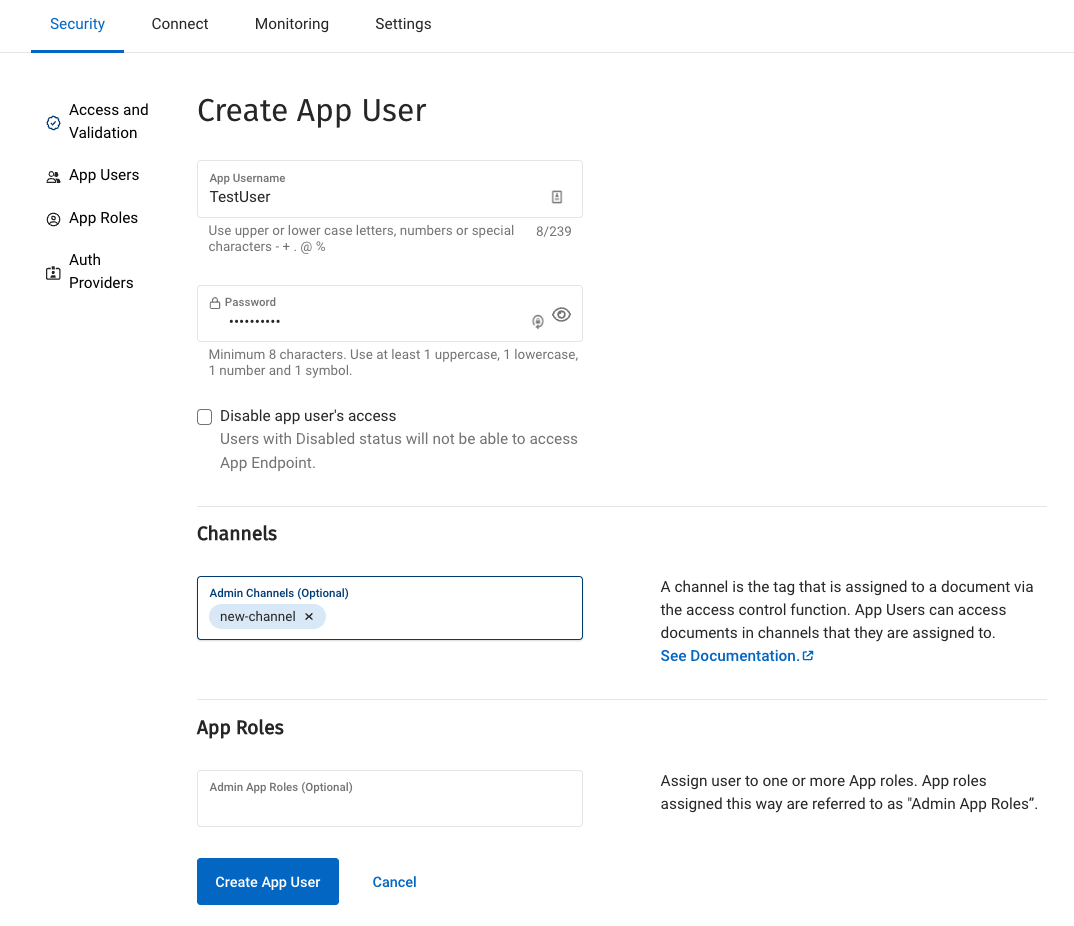 Security
Connect
Monitoring
Settings
Access and
Validation
App Users
App Roles
Auth
Providers
Create App User
App Username
TestUser
Use upper or lower case letters, numbers or special
characters - + . @ %
8/239
Password
••••••••••
Minimum 8 characters. Use at least 1 uppercase, 1 lowercase,
1 number and 1 symbol.
Disable app user's access
Users with Disabled status will not be able to access
App Endpoint.
Channels
Admin Channels (Optional)
new-channel ×
A channel is the tag that is assigned to a document via
the access control function. App Users can access
documents in channels that they are assigned to.
See Documentation.
App Roles
Admin App Roles (Optional)
Assign user to one or more App roles. App roles
assigned this way are referred to as "Admin App Roles”.
Create App User
Cancel